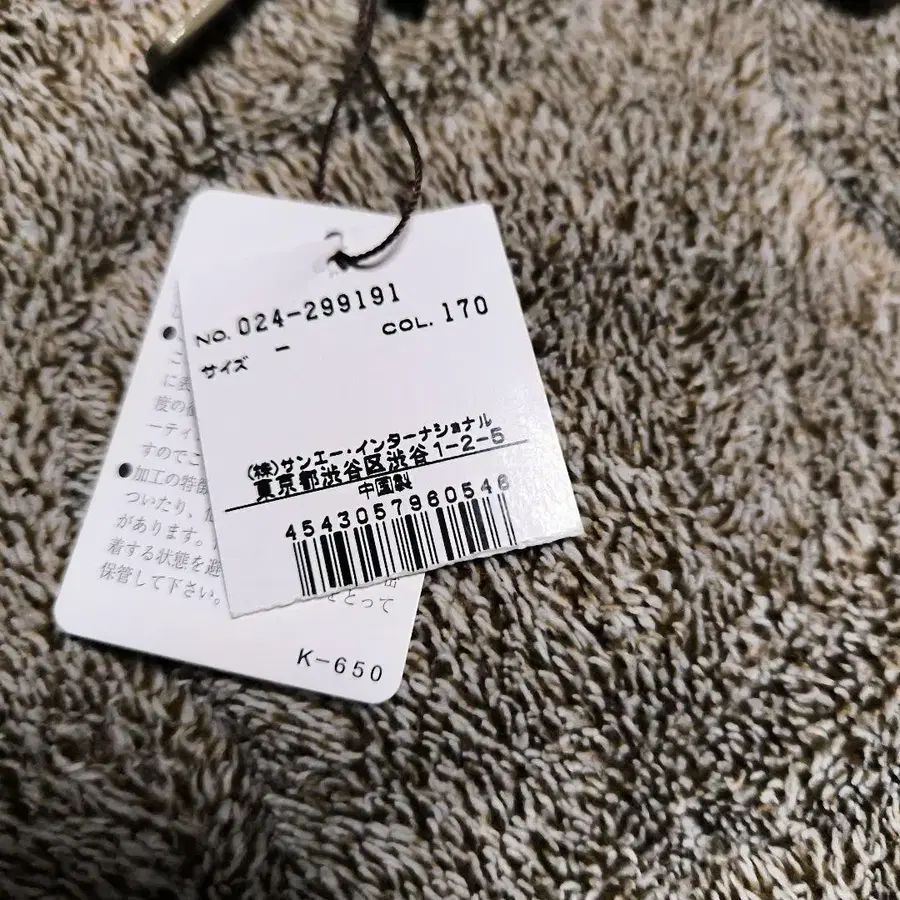 NO. 024-299191
COL. 170
サイズ −
(株)サンエー・インターナショナル
東京都渋谷区渋谷1-2-5
中国製
4543057960546
●
こ
に表
度の
ーティ
すのでこ
●加工の特徴
ついたり、
があります。
着する状態を避
保管して下さい。
をとって
K-650